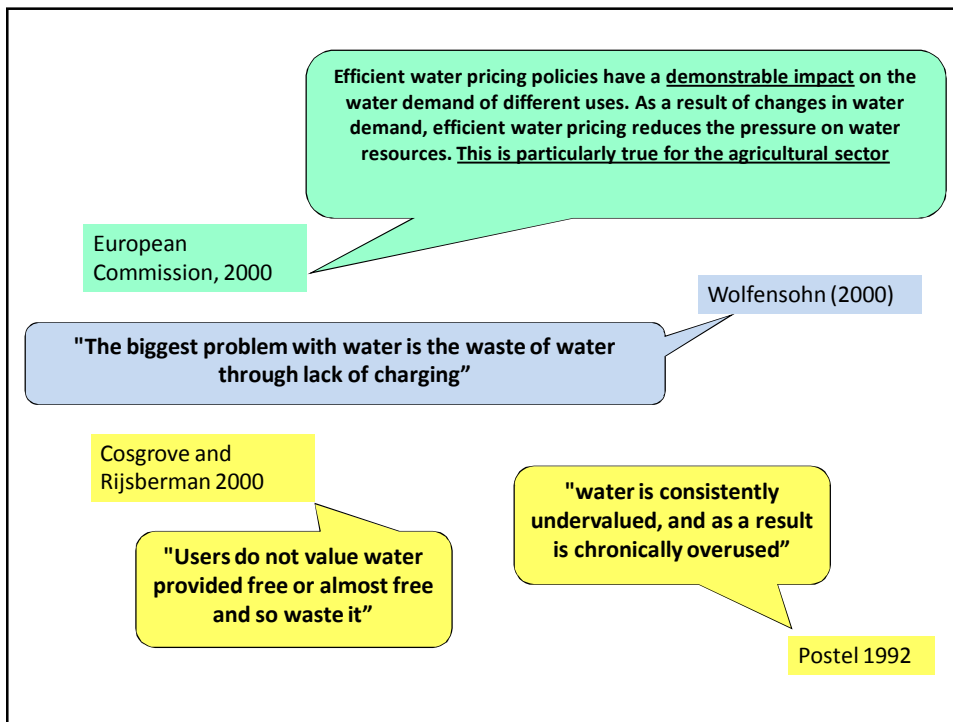 Efficient water pricing policies have a demonstrable impact on the
water demand of different uses. As a result of changes in water
demand, efficient water pricing reduces the pressure on water
resources. This is particularly true for the agricultural sector
European
Commission, 2000
Wolfensohn (2000)
"The biggest problem with water is the waste of water
through lack of charging”
Cosgrove and
Rijsberman 2000
"Users do not value water
provided free or almost free
and so waste it”
"water is consistently
undervalued, and as a result
is chronically overused”
Postel 1992